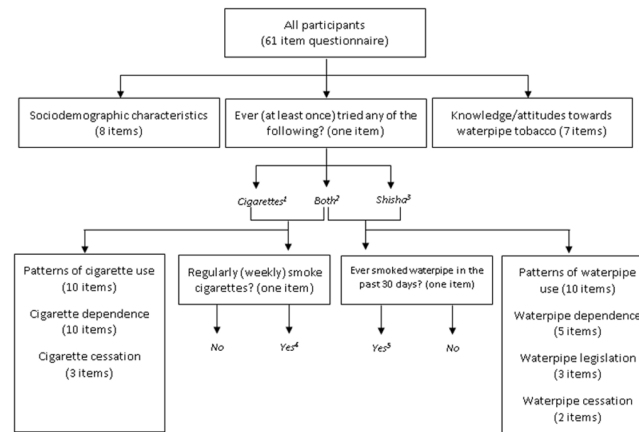 All participants
(61 item questionnaire)
Sociodemographic characteristics
(8 items)
Ever (at least once) tried any of the
following? (one item)
Knowledge/attitudes towards
waterpipe tobacco (7 items)
Cigarettes¹
Both²
Shisha³
Patterns of cigarette use
(10 items)
Cigarette dependence
(10 items)
Cigarette cessation
(3 items)
Regularly (weekly) smoke
cigarettes? (one item)
No
Yes⁴
Ever smoked waterpipe in the
past 30 days? (one item)
Yes⁵
No
Patterns of waterpipe
use (10 items)
Waterpipe dependence
(5 items)
Waterpipe legislation
(3 items)
Waterpipe cessation
(2 items)